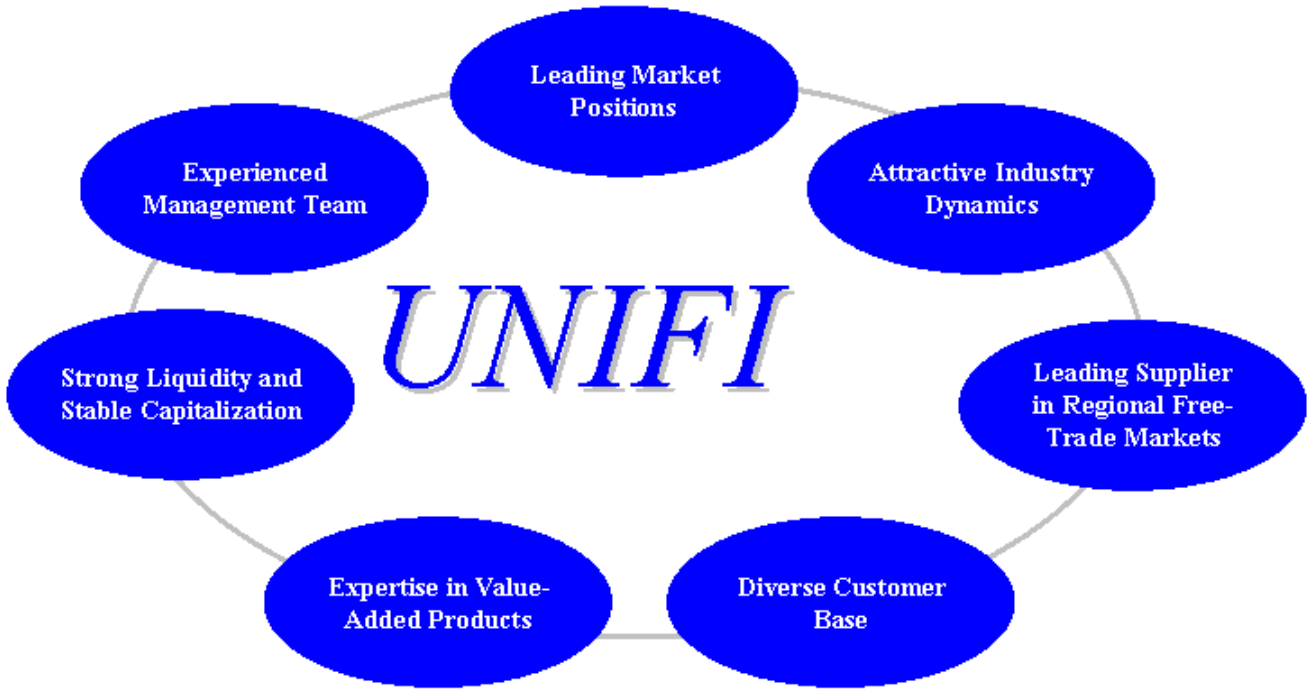 Leading Market
Positions
Experienced
Management Team
Attractive Industry
Dynamics
UNIFI
Strong Liquidity and
Stable Capitalization
Leading Supplier
in Regional Free-
Trade Markets
Expertise in Value-
Added Products
Diverse Customer
Base